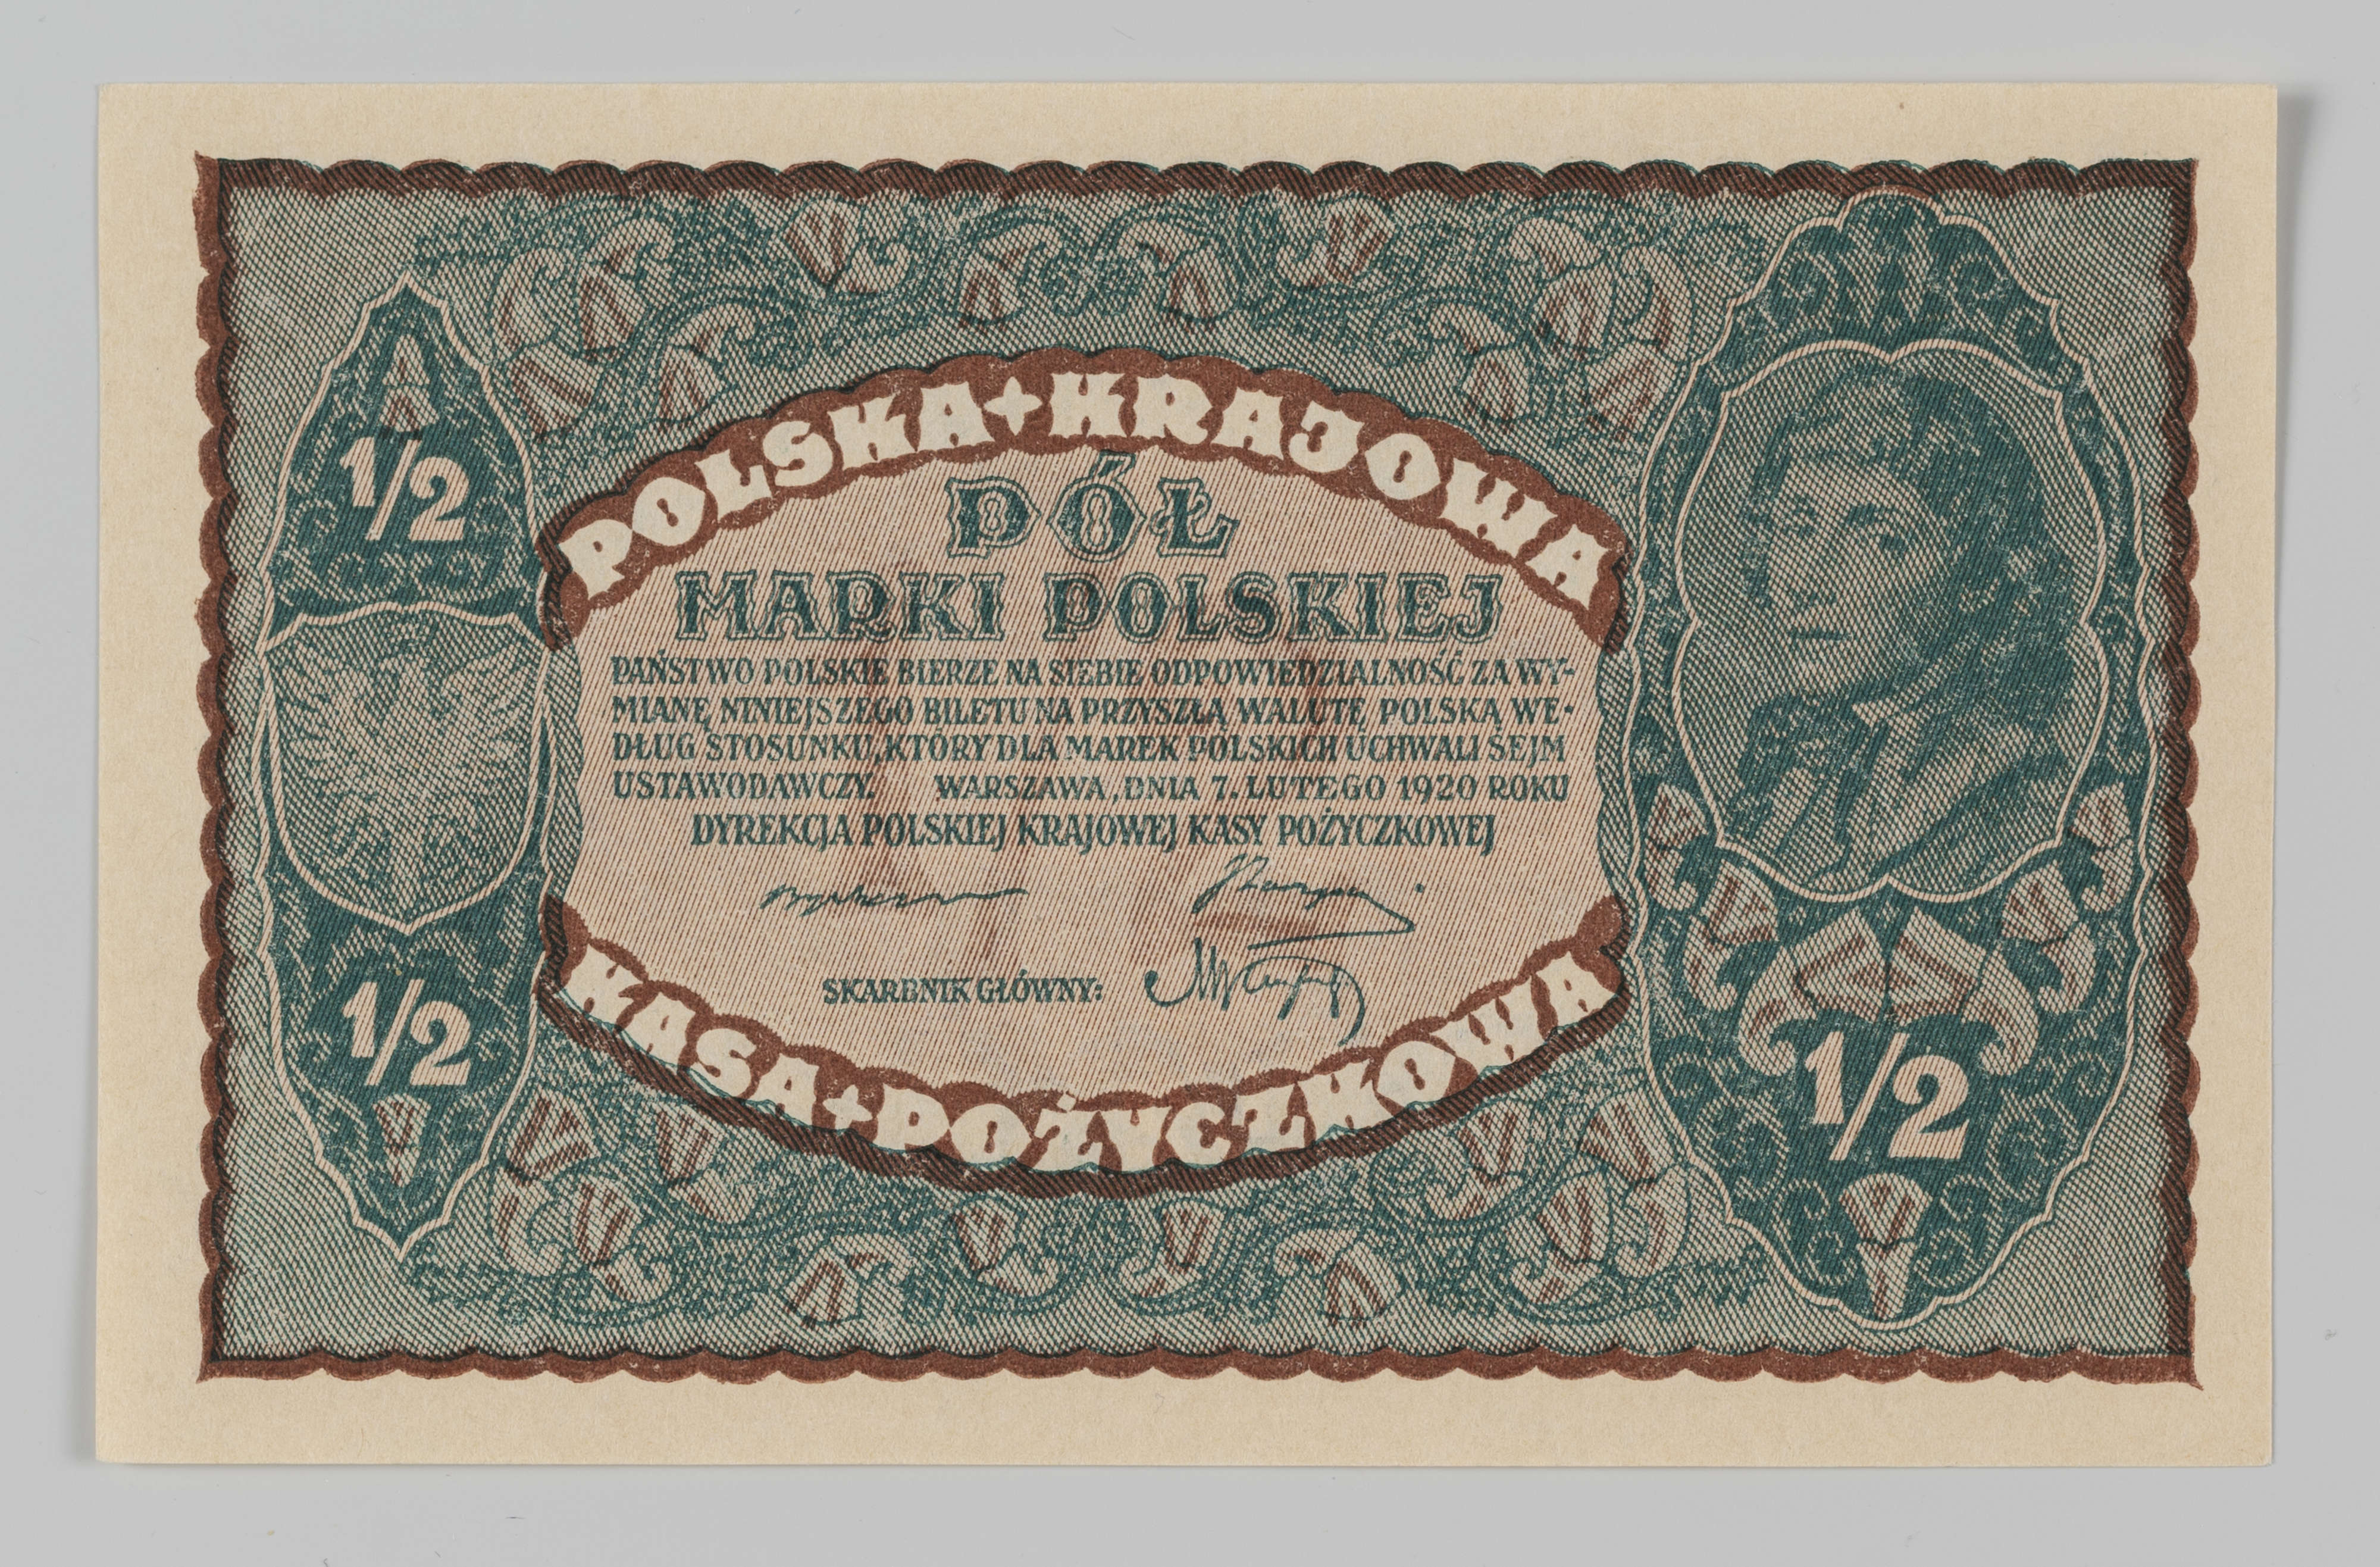 POLSKA+KRAJOWA
PÓŁ
MARKI POLSKIEJ
PAŃSTWO POLSKIE BIERZE NA SIEBIE ODPOWIEDZIALNOŚĆ ZA WY-
MIANĘ NINIEJSZEGO BILETU NA PRZYSZŁĄ WALUTĘ POLSKĄ WE-
DŁUG STOSUNKU, KTÓRY DLA MAREK POLSKICH UCHWALI SEJM
USTAWODAWCZY. WARSZAWA, DNIA 7. LUTEGO 1920 ROKU
DYREKCJA POLSKIEJ KRAJOWEJ KASY POŻYCZKOWEJ
SKARBNIK GŁÓWNY:
KASA+POŻYCZKOWA
1/2
1/2
1/2